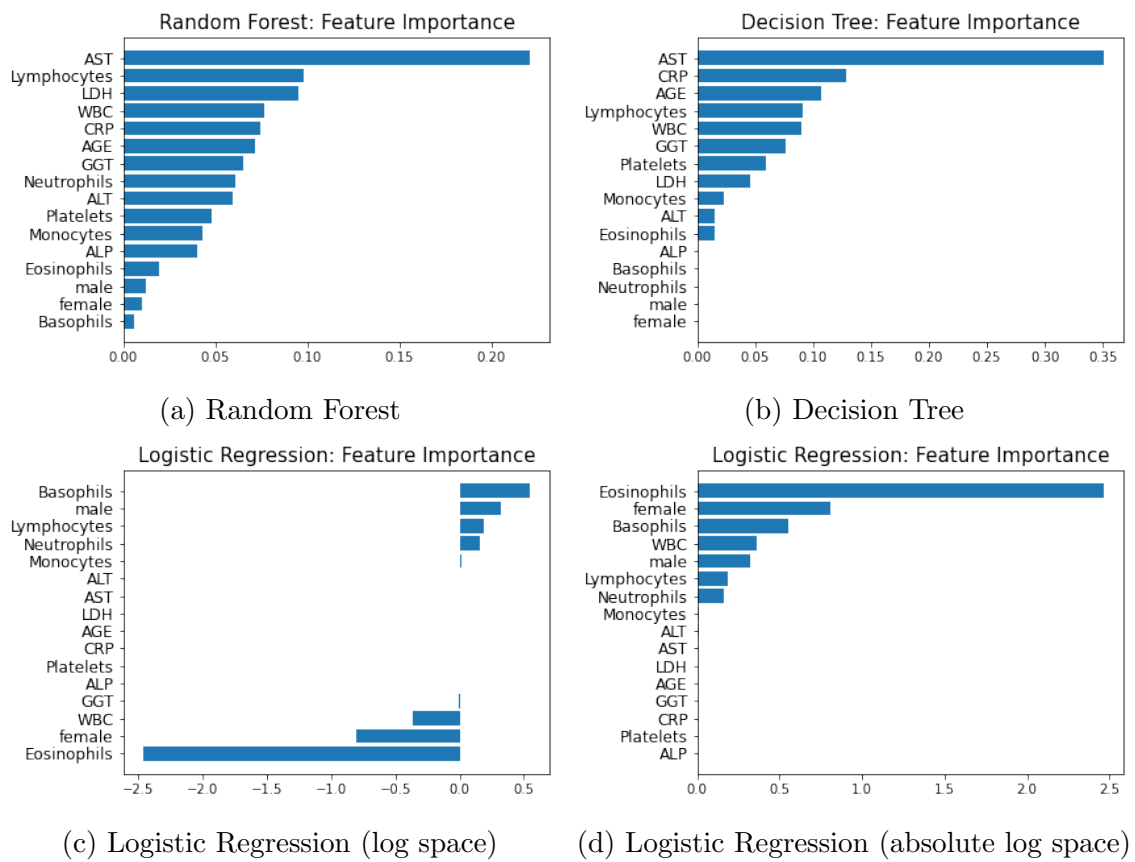 Random Forest: Feature Importance
AST
Lymphocytes
LDH
WBC
CRP
AGE
GGT
Neutrophils
ALT
Platelets
Monocytes
ALP
Eosinophils
male
female
Basophils
0.00 0.05 0.10 0.15 0.20
(a) Random Forest
Decision Tree: Feature Importance
AST
CRP
AGE
Lymphocytes
WBC
GGT
Platelets
LDH
Monocytes
ALT
Eosinophils
ALP
Basophils
Neutrophils
male
female
0.00 0.05 0.10 0.15 0.20 0.25 0.30 0.35
(b) Decision Tree
Logistic Regression: Feature Importance
Basophils
male
Lymphocytes
Neutrophils
Monocytes
ALT
AST
LDH
AGE
CRP
Platelets
ALP
GGT
WBC
female
Eosinophils
−2.5 −2.0 −1.5 −1.0 −0.5 0.0 0.5
(c) Logistic Regression (log space)
Logistic Regression: Feature Importance
Eosinophils
female
Basophils
WBC
male
Lymphocytes
Neutrophils
Monocytes
ALT
AST
LDH
AGE
GGT
CRP
Platelets
ALP
0.0 0.5 1.0 1.5 2.0 2.5
(d) Logistic Regression (absolute log space)